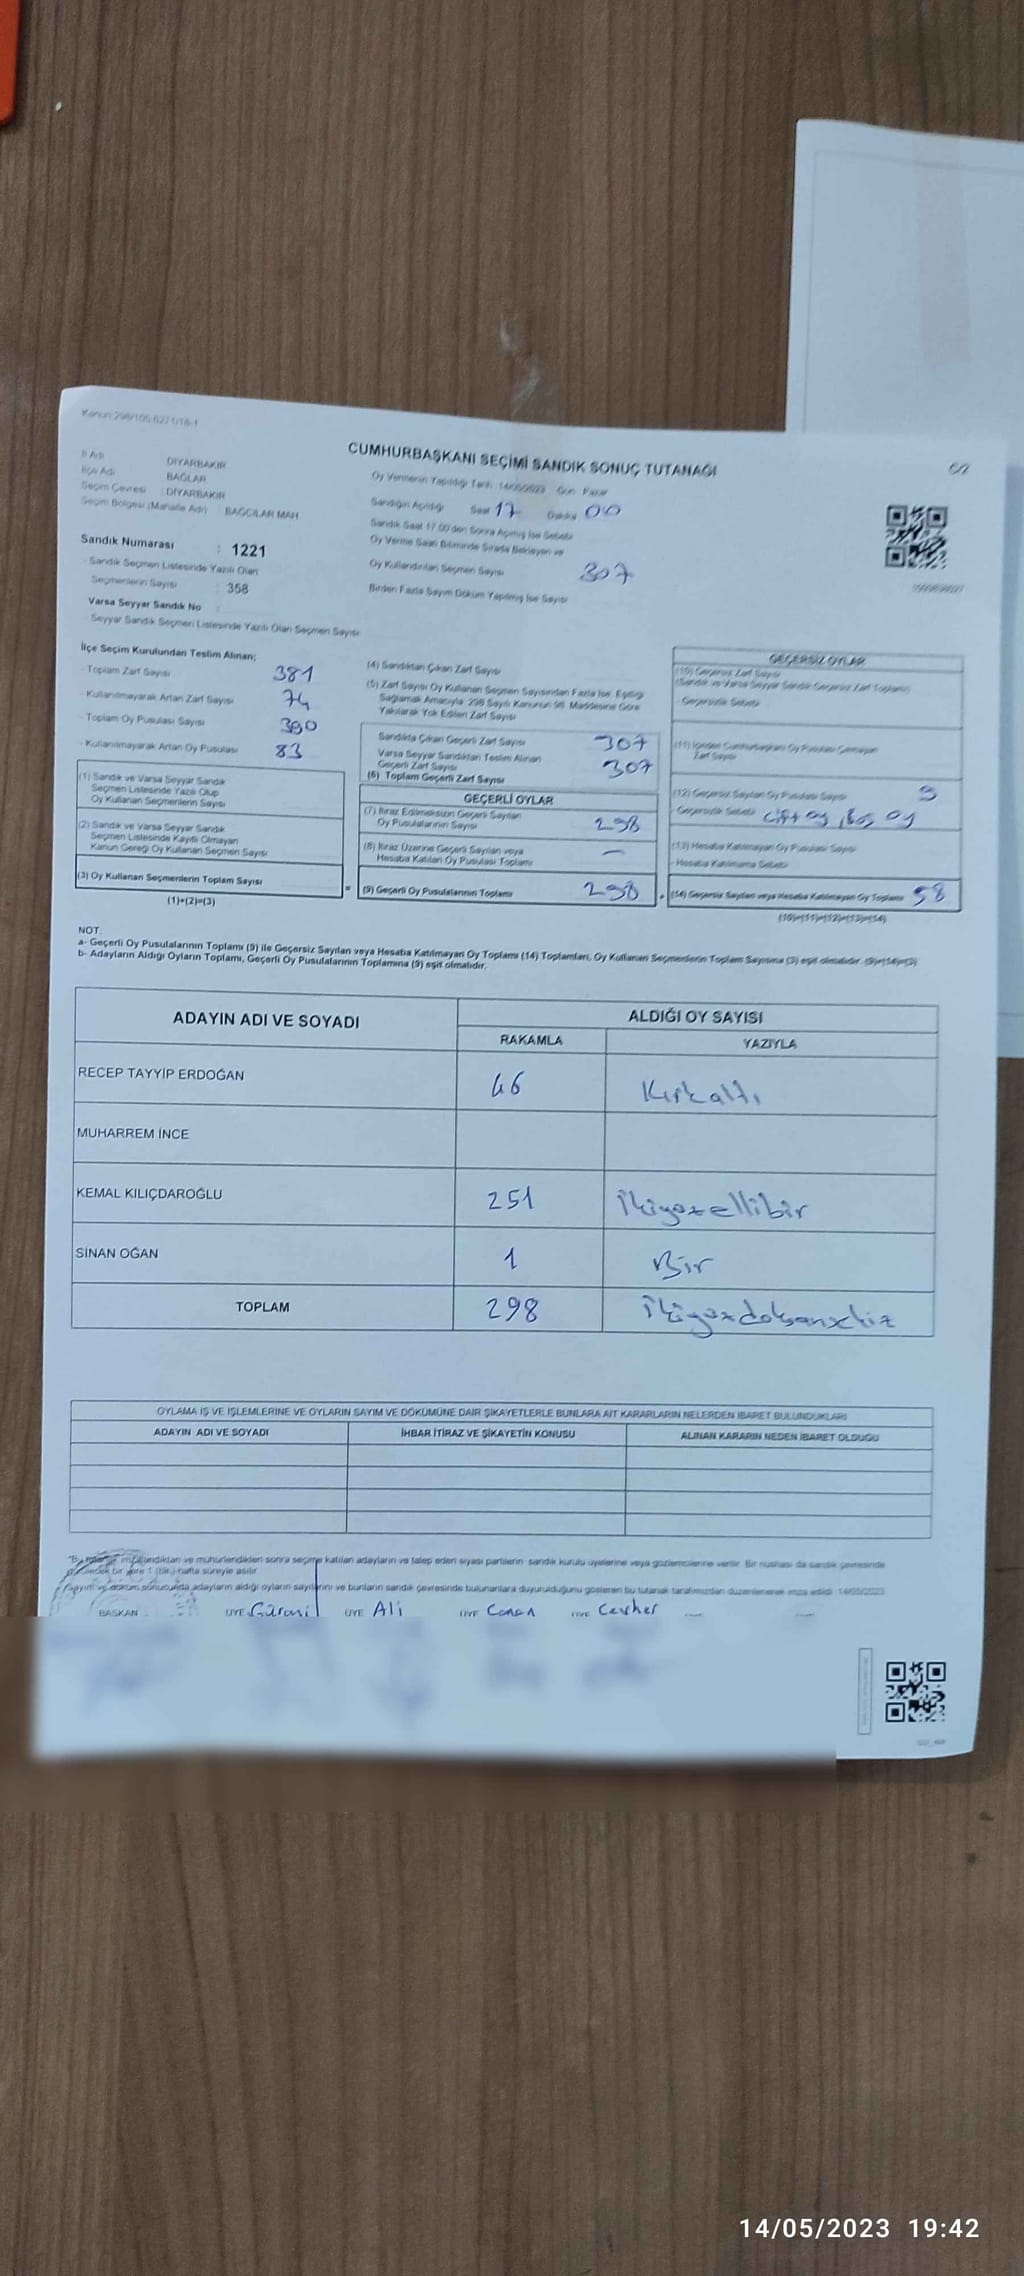 Kanun:298/105;6271/18-1
CUMHURBAŞKANI SEÇİMİ SANDIK SONUÇ TUTANAĞI
İl Adı DİYARBAKIR
İlçe Adı BAĞLAR
Seçim Çevresi : DİYARBAKIR
Seçim Bölgesi (Mahalle Adı) BAĞCILAR MAH.
Oy Vermenin Yapıldığı Tarih :14/05/2023 Gün Pazar
Sandığın Açıldığı Saat 17 Dakika 00
Sandık Saat 17.00'den Sonra Açılmış İse Sebebi
Oy Verme Saati Bitiminde Sırada Bekleyen ve
Oy Kullandırılan Seçmen Sayısı 307
Birden Fazla Sayım Döküm Yapılmış İse Sayısı
Sandık Numarası : 1221
- Sandık Seçmen Listesinde Yazılı Olan
Seçmenlerin Sayısı : 358
Varsa Seyyar Sandık No :
- Seyyar Sandık Seçmen Listesinde Yazılı Olan Seçmen Sayısı
İlçe Seçim Kurulundan Teslim Alınan;
- Toplam Zarf Sayısı 381
- Kullanılmayarak Artan Zarf Sayısı 74
- Toplam Oy Pusulası Sayısı 390
- Kullanılmayarak Artan Oy Pusulası 83
(1) Sandık ve Varsa Seyyar Sandık
Seçmen Listesinde Yazılı Olup
Oy Kullanan Seçmenlerin Sayısı
(2) Sandık ve Varsa Seyyar Sandık
Seçmen Listesinde Kayıtlı Olmayan
Kanun Gereği Oy Kullanan Seçmen Sayısı
(3) Oy Kullanan Seçmenlerin Toplam Sayısı
(1)+(2)=(3)
(4) Sandıktan Çıkan Zarf Sayısı
(5) Zarf Sayısı Oy Kullanan Seçmen Sayısından Fazla İse, Eşitliği
Sağlamak Amacıyla; 298 Sayılı Kanunun 98. Maddesine Göre
Yakılarak Yok Edilen Zarf Sayısı
Sandıkta Çıkan Geçerli Zarf Sayısı 307
Varsa Seyyar Sandıktan Teslim Alınan
Geçerli Zarf Sayısı 307
(6) Toplam Geçerli Zarf Sayısı
GEÇERLİ OYLAR
(7) İtiraz Edilmeksizin Geçerli Sayılan
Oy Pusulalarının Sayısı 298
(8) İtiraz Üzerine Geçerli Sayılan veya
Hesaba Katılan Oy Pusulası Toplamı —
= (9) Geçerli Oy Pusulalarının Toplamı 298
GEÇERSİZ OYLAR
(10) Geçersiz Zarf Sayısı
(Sandık ve Varsa Seyyar Sandık Geçersiz Zarf Toplamı)
- Geçersizlik Sebebi
(11) İçinden Cumhurbaşkanı Oy Pusulası Çıkmayan
Zarf Sayısı
(12) Geçersiz Sayılan Oy Pusulası Sayısı 9
Geçersizlik Sebebi çift oy, boş oy
(13) Hesaba Katılmayan Oy Pusulası Sayısı
- Hesaba Katılmama Sebebi
+ (14) Geçersiz Sayılan veya Hesaba Katılmayan Oy Toplamı 58
(10)+(11)+(12)+(13)=(14)
NOT:
a- Geçerli Oy Pusulalarının Toplamı (9) ile Geçersiz Sayılan veya Hesaba Katılmayan Oy Toplamı (14) Toplamları, Oy Kullanan Seçmenlerin Toplam Sayısına (3) eşit olmalıdır. (9)+(14)=(3)
b- Adayların Aldığı Oyların Toplamı, Geçerli Oy Pusulalarının Toplamına (9) eşit olmalıdır.
ADAYIN ADI VE SOYADI ALDIĞI OY SAYISI
RAKAMLA YAZIYLA
RECEP TAYYİP ERDOĞAN 46 Kırkaltı
MUHARREM İNCE
KEMAL KILIÇDAROĞLU 251 İkiyüzellibir
SİNAN OĞAN 1 Bir
TOPLAM 298 İkiyüzdoksansekiz
OYLAMA İŞ VE İŞLEMLERİNE VE OYLARIN SAYIM VE DÖKÜMÜNE DAİR ŞİKAYETLERLE BUNLARA AİT KARARLARIN NELERDEN İBARET BULUNDUKLARI
ADAYIN ADI VE SOYADI İHBAR İTİRAZ VE ŞİKAYETİN KONUSU ALINAN KARARIN NEDEN İBARET OLDUĞU
imzalandıktan ve mühürlendikten sonra seçime katılan adayların ve talep eden siyasi partilerin sandık kurulu üyelerine veya gözlemcilerine verilir. Bir nüshası da sandık çevresinde
bir yere 1 (Bir) hafta süreyle asılır.
Sayım ve döküm sonucunda adayların aldığı oyların sayılarını ve bunların sandık çevresinde bulunanlara duyurulduğunu gösteren bu tutanak tarafımızdan düzenlenerek imza edildi. 14/05/2023
BAŞKAN ÜYE ÜYE Ali ÜYE Canan ÜYE Cevher
14/05/2023 19:42